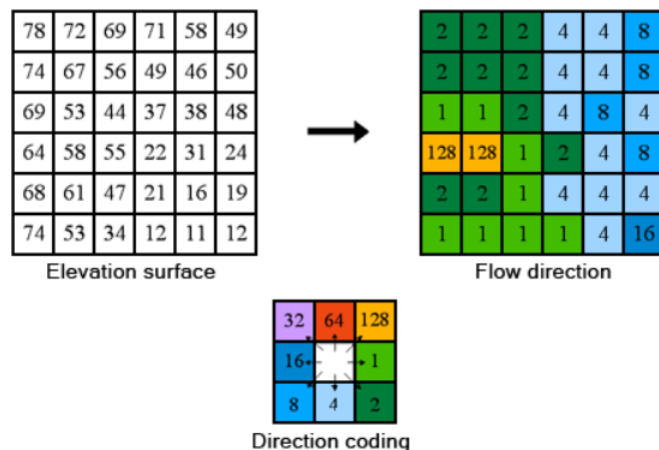 78 72 69 71 58 49 2 2 2 4 4 8
74 67 56 49 46 50 2 2 2 4 4 8
69 53 44 37 38 48 1 1 2 4 8 4
64 58 55 22 31 24 128 128 1 2 4 8
68 61 47 21 16 19 2 2 1 4 4 4
74 53 34 12 11 12 1 1 1 1 4 16
Elevation surface Flow direction
32 64 128
16 1
8 4 2
Direction coding